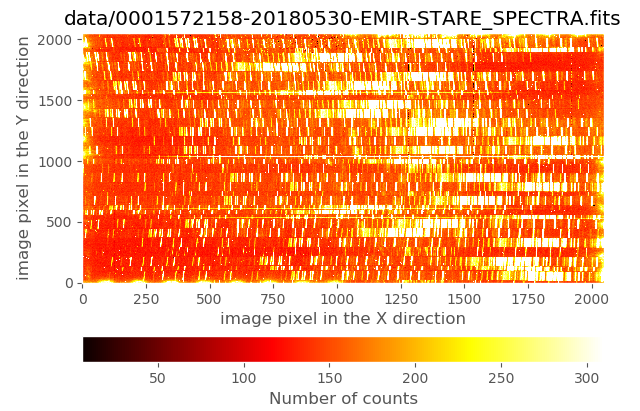 data/0001572158-20180530-EMIR-STARE_SPECTRA.fits
2000
1500
1000
500
0
image pixel in the Y direction
0 250 500 750 1000 1250 1500 1750 2000
image pixel in the X direction
50 100 150 200 250 300
Number of counts